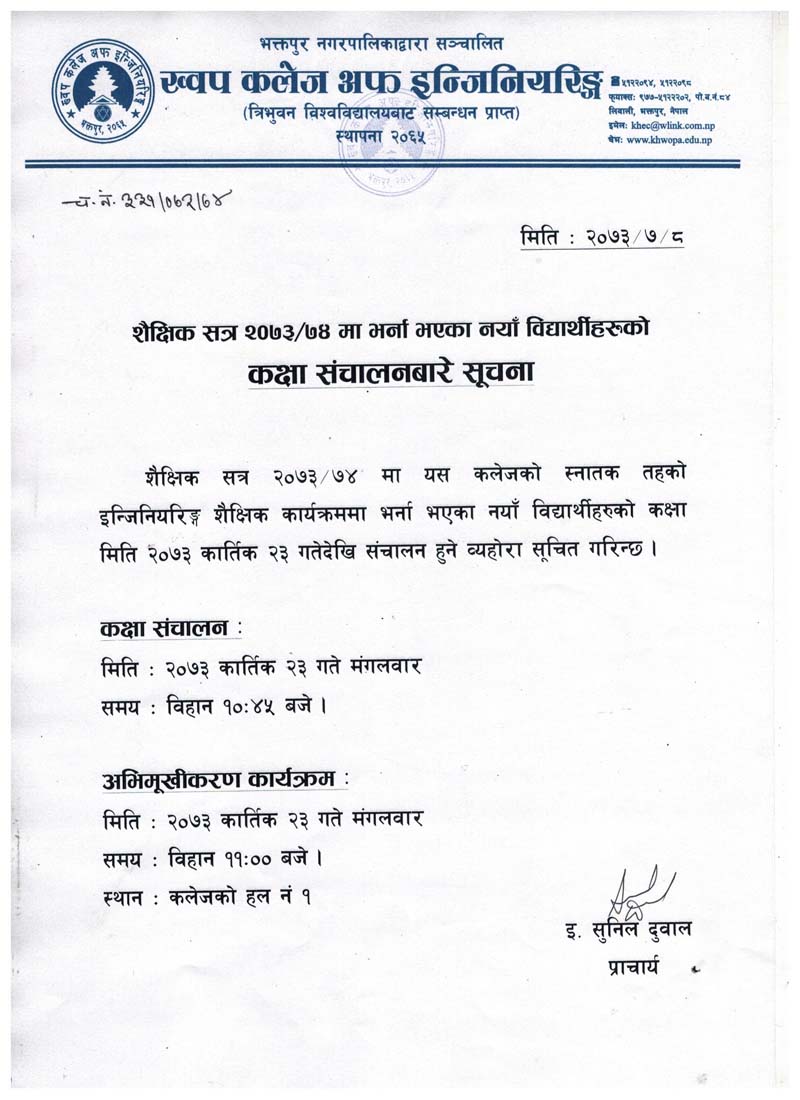 भक्तपुर नगरपालिकाद्वारा सञ्चालित
ख्वप कलेज अफ इन्जिनियरिङ्ग
(त्रिभुवन विश्वविद्यालयबाट सम्बन्धन प्राप्त)
स्थापना २०६५
ख्वप कलेज अफ इन्जिनियरिङ्ग
भक्तपुर, २०६५
☎ ५१२२०९४, ५१२२०९८
फ्याक्सः ९७७-५१२२२०२, पो.ब.नं.८४
लिवाली, भक्तपुर, नेपाल
इमेलः khec@wlink.com.np
वेभः www.khwopa.edu.np
च. नं. ३३१/०७३/७४
मिति : २०७३/७/८
शैक्षिक सत्र २०७३/७४ मा भर्ना भएका नयाँ विद्यार्थीहरुको
कक्षा संचालनबारे सूचना
शैक्षिक सत्र २०७३/७४ मा यस कलेजको स्नातक तहको
इन्जिनियरिङ्ग शैक्षिक कार्यक्रममा भर्ना भएका नयाँ विद्यार्थीहरुको कक्षा
मिति २०७३ कार्तिक २३ गतेदेखि संचालन हुने व्यहोरा सूचित गरिन्छ ।
कक्षा संचालन :
मिति : २०७३ कार्तिक २३ गते मंगलवार
समय : विहान १०:४५ बजे ।
अभिमूखीकरण कार्यक्रम :
मिति : २०७३ कार्तिक २३ गते मंगलवार
समय : विहान ११:०० बजे ।
स्थान : कलेजको हल नं १
इ. सुनिल दुवाल
प्राचार्य